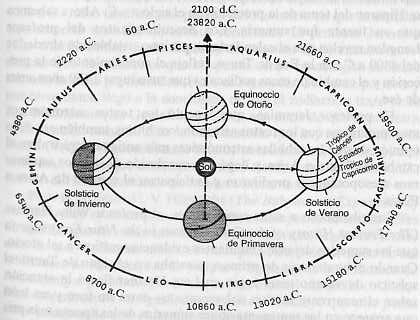 2100 d.C.
23820 a.C.
60 a.C.
PISCES
AQUARIUS
21660 a.C.
2220 a.C.
ARIES
CAPRICORN
TAURUS
Equinoccio
de Otoño
19500 a.C.
4380 a.C.
Trópico de
Cáncer
Ecuador
Trópico de
Capricornio
Sol
GEMINI
SAGITTARIUS
Solsticio
de Invierno
Solsticio
de Verano
6540 a.C.
17340 a.C.
Equinoccio
de Primavera
CANCER
SCORPIO
LEO
VIRGO
LIBRA
8700 a.C.
15180 a.C.
10860 a.C.
13020 a.C.